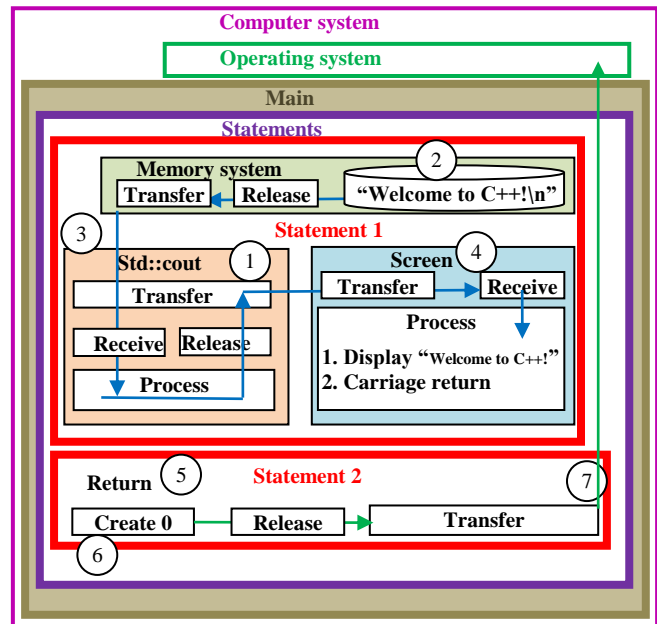 Computer system
Operating system
Main
Statements
Memory system
2
Transfer
Release
“Welcome to C++!\n”
Statement 1
3
Std::cout
1
Screen
4
Transfer
Transfer
Receive
Receive
Release
Process
Process
1. Display “Welcome to C++!”
2. Carriage return
Return
5
Statement 2
7
Create 0
Release
Transfer
6